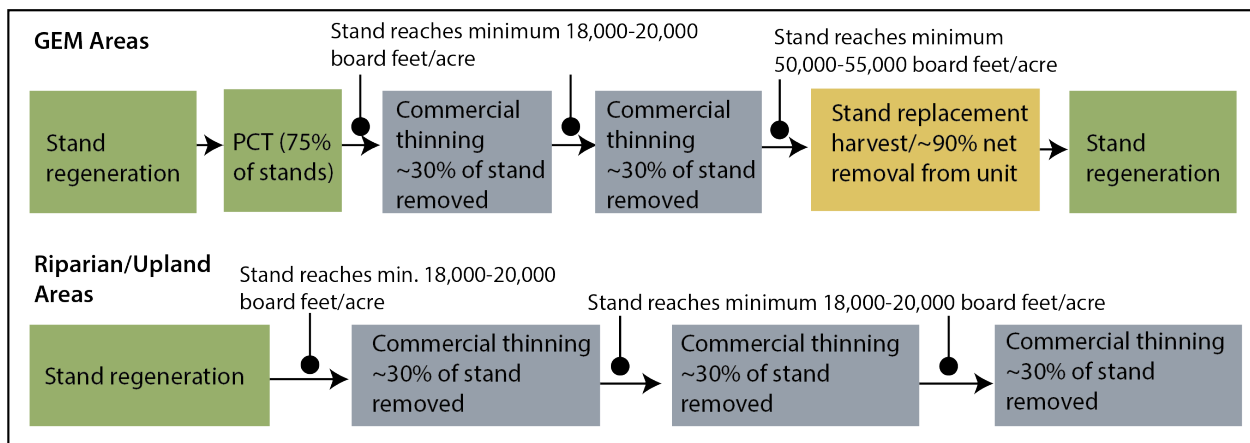 GEM Areas
Stand reaches minimum 18,000-20,000
board feet/acre
Stand reaches minimum
50,000-55,000 board feet/acre
Stand
regeneration
PCT (75%
of stands)
Commercial
thinning
~30% of stand
removed
Commercial
thinning
~30% of stand
removed
Stand replacement
harvest/~90% net
removal from unit
Stand
regeneration
Riparian/Upland
Areas
Stand reaches min. 18,000-20,000
board feet/acre
Stand reaches minimum 18,000-20,000 board feet/acre
Stand regeneration
Commercial thinning
~30% of stand
removed
Commercial thinning
~30% of stand
removed
Commercial thinning
~30% of stand
removed